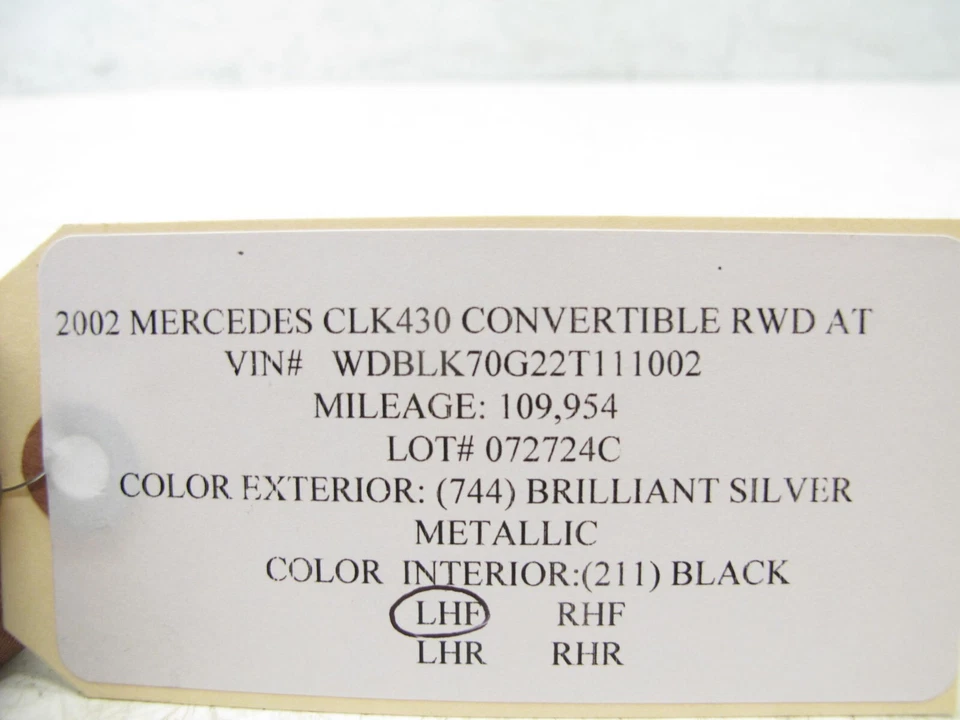 2002 MERCEDES CLK430 CONVERTIBLE RWD AT
VIN# WDBLK70G22T111002
MILEAGE: 109,954
LOT# 072724C
COLOR EXTERIOR: (744) BRILLIANT SILVER
METALLIC
COLOR INTERIOR:(211) BLACK
LHF RHF
LHR RHR